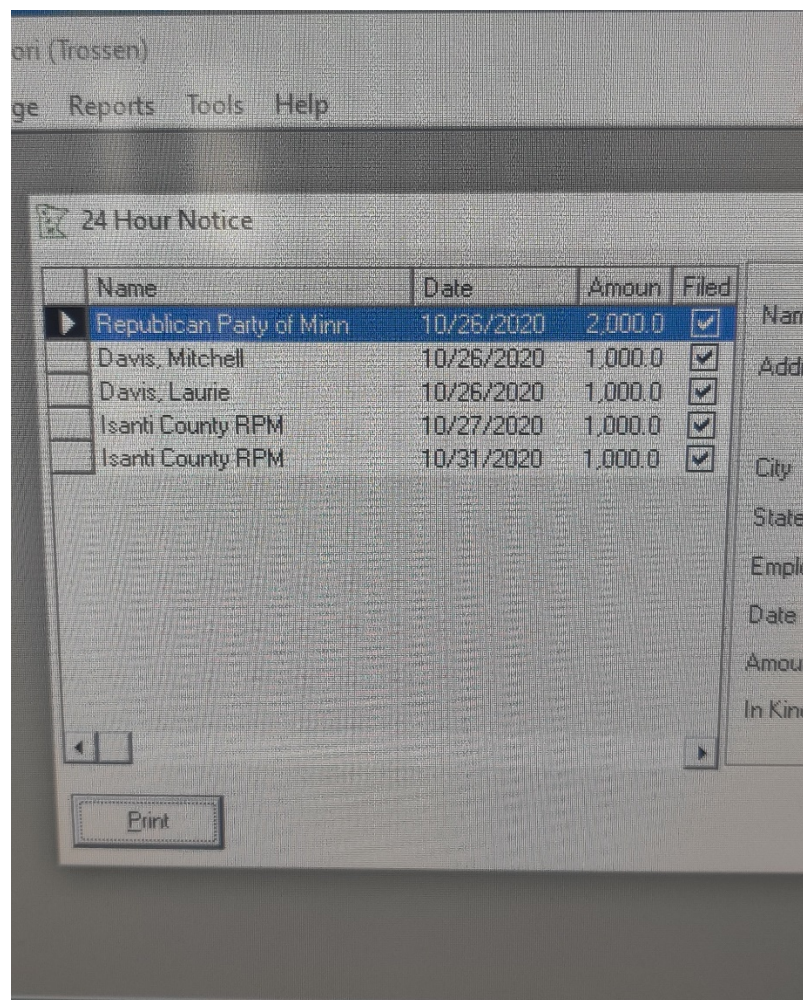 ori (Trossen)
ge Reports Tools Help
24 Hour Notice
Name Date Amoun Filed
Republican Party of Minn 10/26/2020 2,000.0
Davis, Mitchell 10/26/2020 1,000.0
Davis, Laurie 10/26/2020 1,000.0
Isanti County RPM 10/27/2020 1,000.0
Isanti County RPM 10/31/2020 1,000.0
Nam
Addr
City
State
Emplo
Date
Amou
In Kind
Print